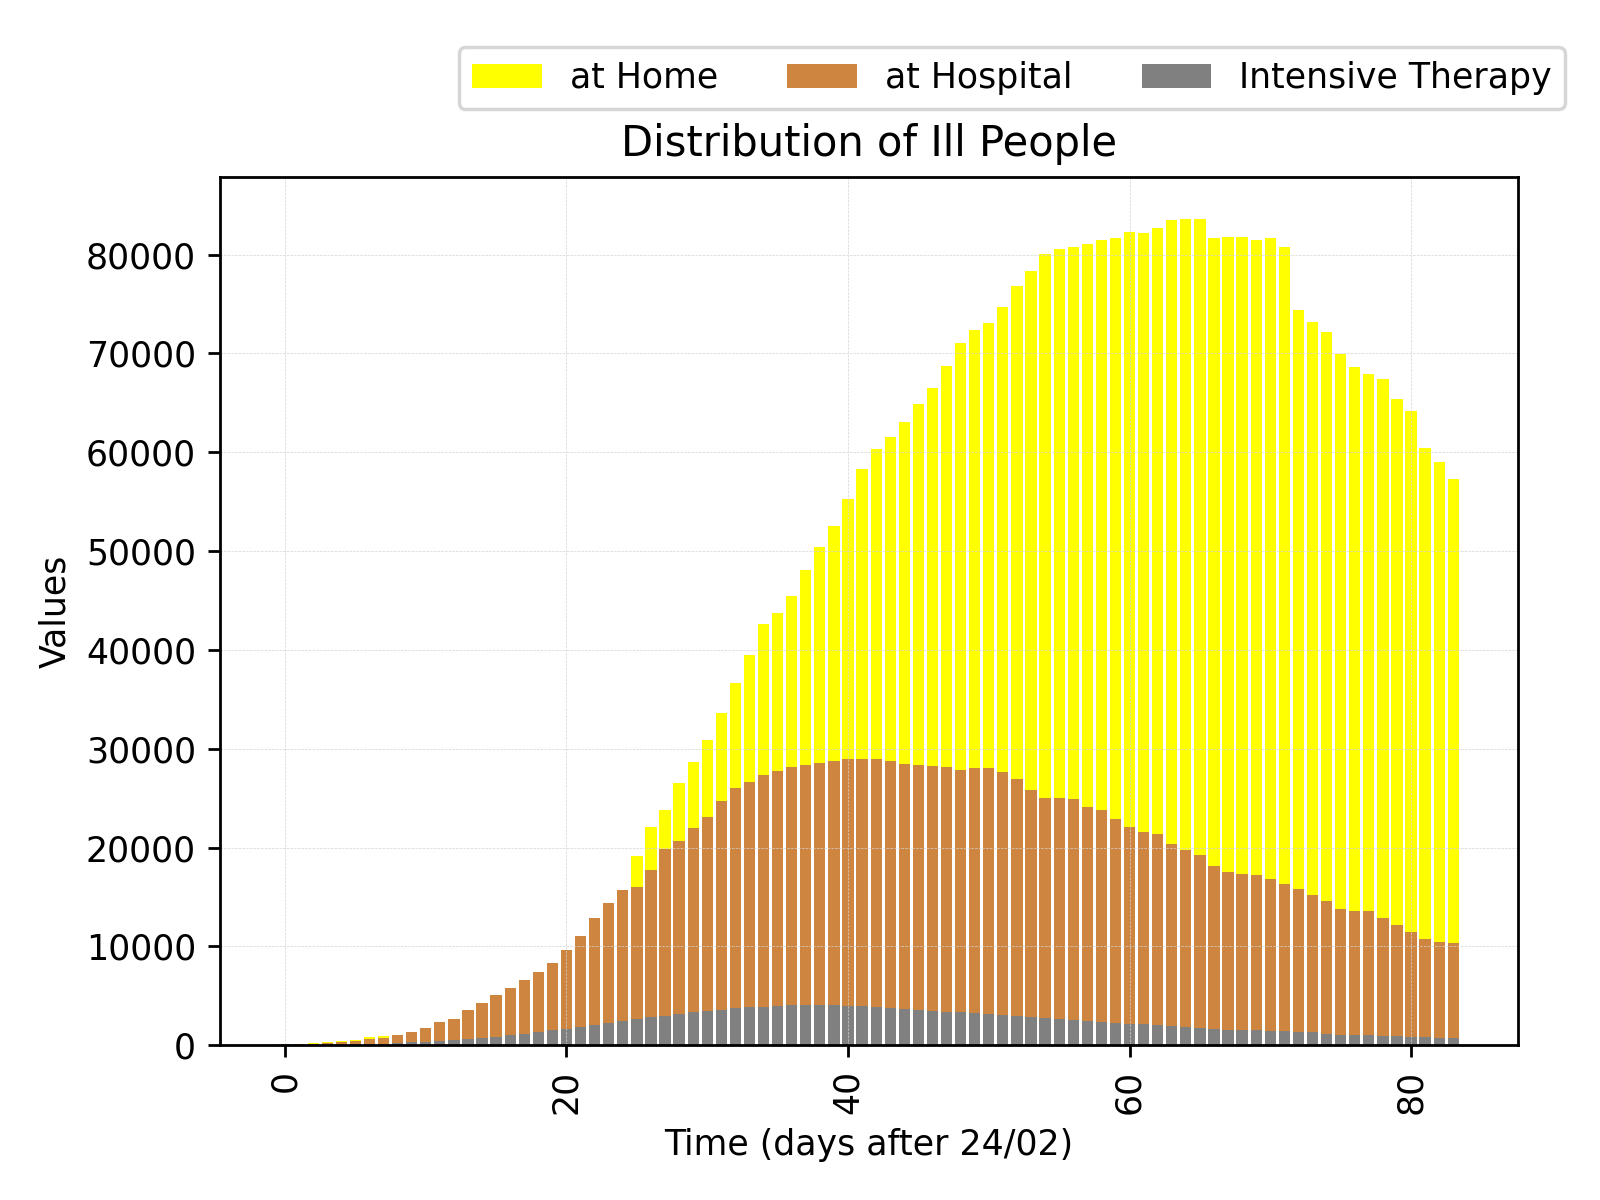 at Home at Hospital Intensive Therapy
Distribution of Ill People
80000
70000
60000
50000
40000
30000
20000
10000
0
Values
0 20 40 60 80
Time (days after 24/02)